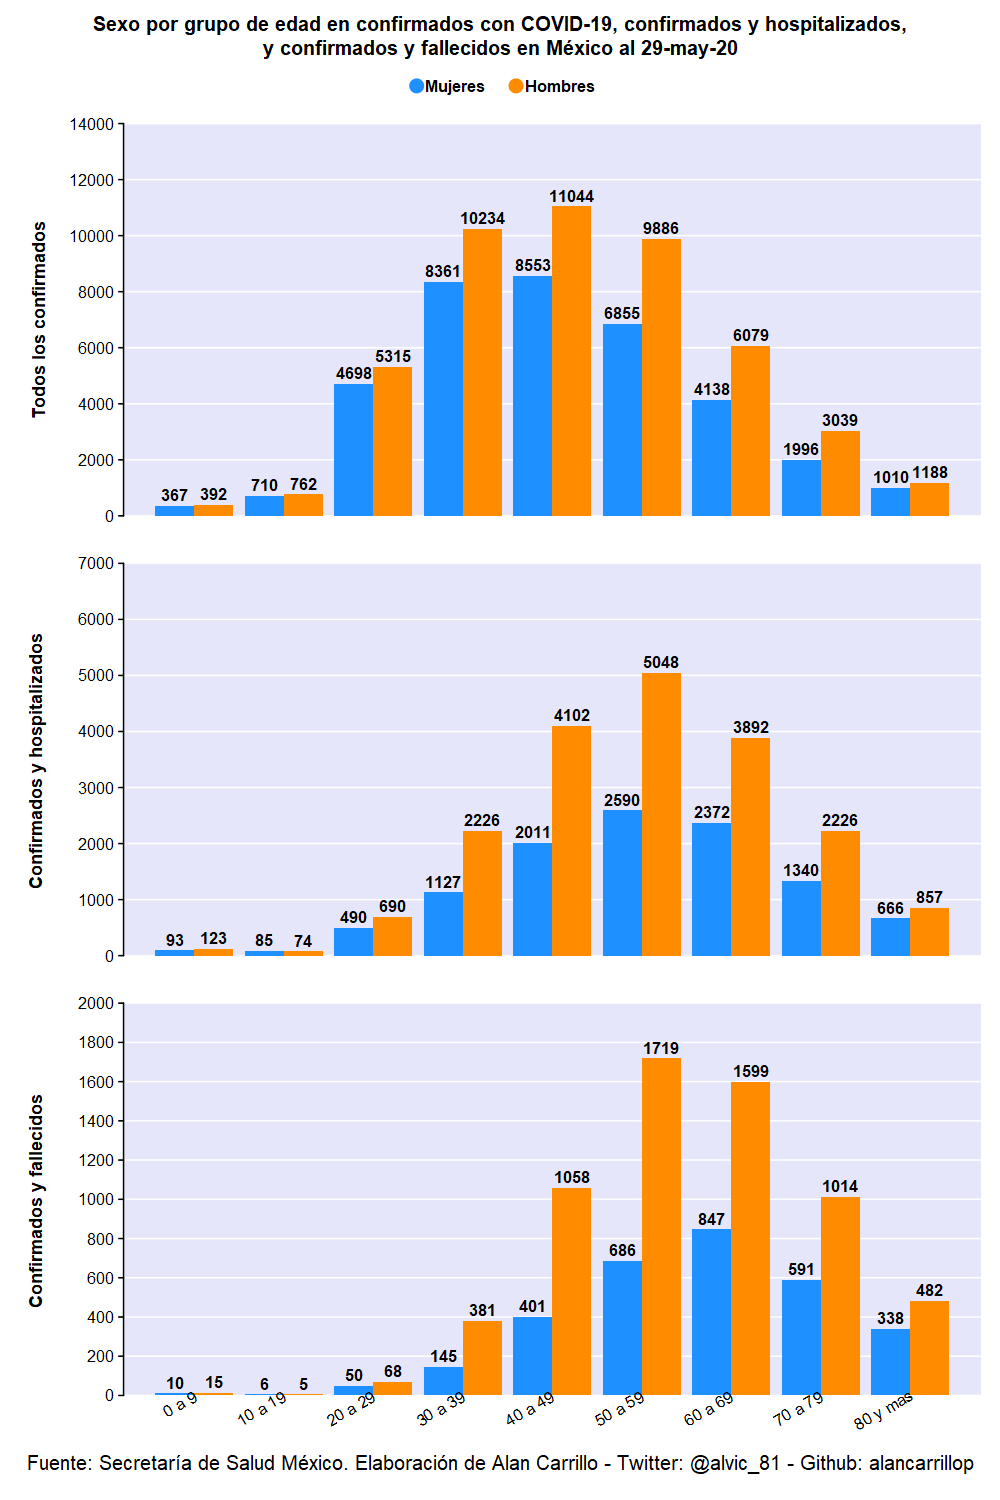 Sexo por grupo de edad en confirmados con COVID-19, confirmados y hospitalizados,
y confirmados y fallecidos en México al 29-may-20
Mujeres Hombres
Todos los confirmados
14000
12000
10000
8000
6000
4000
2000
0
367 392 710 762 4698 5315 8361 10234 8553 11044 6855 9886 4138 6079 1996 3039 1010 1188
Confirmados y hospitalizados
7000
6000
5000
4000
3000
2000
1000
0
93 123 85 74 490 690 1127 2226 2011 4102 2590 5048 2372 3892 1340 2226 666 857
Confirmados y fallecidos
2000
1800
1600
1400
1200
1000
800
600
400
200
0
10 15 6 5 50 68 145 381 401 1058 686 1719 847 1599 591 1014 338 482
0 a 9 10 a 19 20 a 29 30 a 39 40 a 49 50 a 59 60 a 69 70 a 79 80 y mas
Fuente: Secretaría de Salud México. Elaboración de Alan Carrillo - Twitter: @alvic_81 - Github: alancarrillop